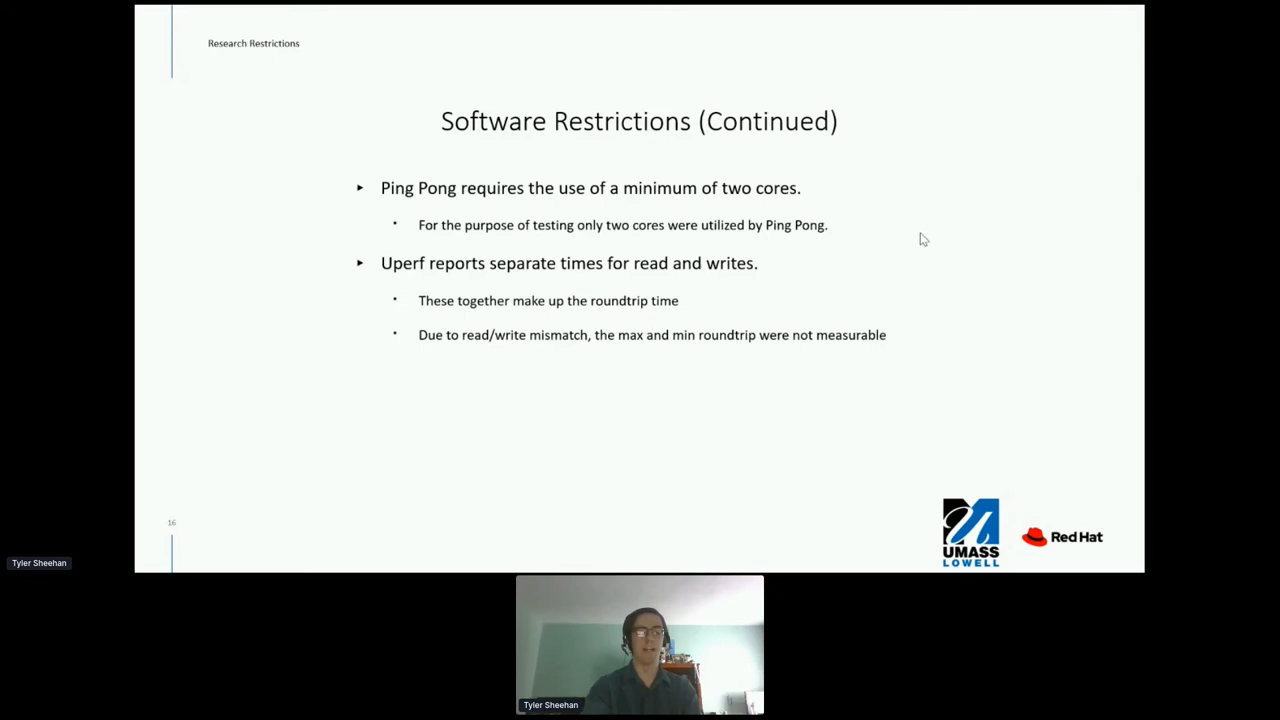 Research Restrictions
Software Restrictions (Continued)
Ping Pong requires the use of a minimum of two cores.
For the purpose of testing only two cores were utilized by Ping Pong.
Uperf reports separate times for read and writes.
These together make up the roundtrip time
Due to read/write mismatch, the max and min roundtrip were not measurable
16
UMASS
LOWELL
Red Hat
Tyler Sheehan
Tyler Sheehan